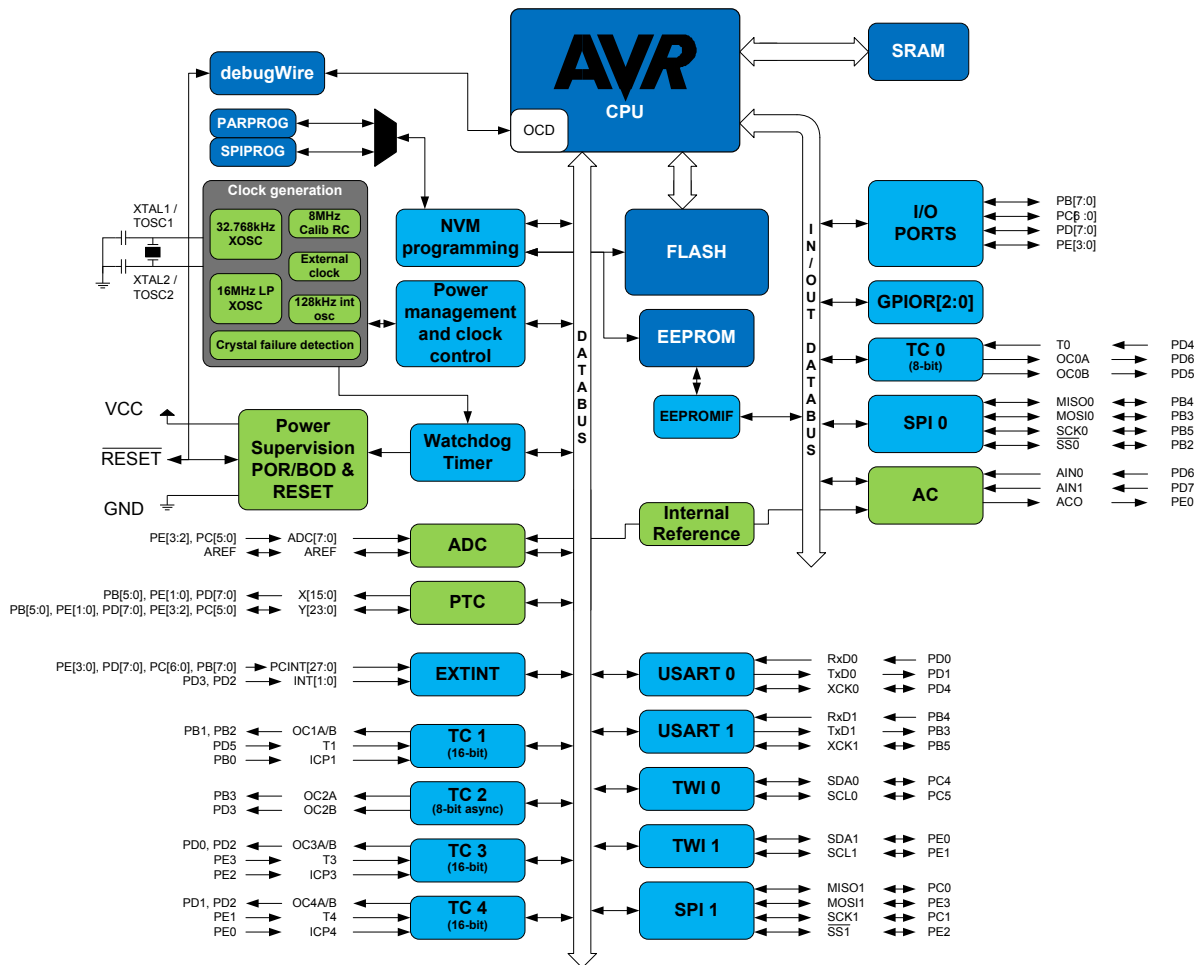 AVR
CPU
OCD
SRAM
debugWire
PARPROG
SPIPROG
Clock generation
32.768kHz
XOSC
8MHz
Calib RC
External
clock
16MHz LP
XOSC
128kHz int
osc
Crystal failure detection
XTAL1 /
TOSC1
XTAL2 /
TOSC2
NVM
programming
Power
management
and clock
control
FLASH
EEPROM
EEPROMIF
DATABUS
IN/OUT DATABUS
I/O
PORTS
PB[7:0]
PC[6:0]
PD[7:0]
PE[3:0]
GPIOR[2:0]
TC 0
(8-bit)
T0 PD4
OC0A PD6
OC0B PD5
SPI 0
MISO0 PB4
MOSI0 PB3
SCK0 PB5
SS0 PB2
AC
AIN0 PD6
AIN1 PD7
ACO PE0
VCC
RESET
GND
Power
Supervision
POR/BOD &
RESET
Watchdog
Timer
Internal
Reference
PE[3:2], PC[5:0] ADC[7:0]
AREF AREF
ADC
PB[5:0], PE[1:0], PD[7:0] X[15:0]
PB[5:0], PE[1:0], PD[7:0], PE[3:2], PC[5:0] Y[23:0]
PTC
PE[3:0], PD[7:0], PC[6:0], PB[7:0] PCINT[27:0]
PD3, PD2 INT[1:0]
EXTINT
USART 0
RxD0 PD0
TxD0 PD1
XCK0 PD4
PB1, PB2 OC1A/B
PD5 T1
PB0 ICP1
TC 1
(16-bit)
USART 1
RxD1 PB4
TxD1 PB3
XCK1 PB5
PB3 OC2A
PD3 OC2B
TC 2
(8-bit async)
TWI 0
SDA0 PC4
SCL0 PC5
PD0, PD2 OC3A/B
PE3 T3
PE2 ICP3
TC 3
(16-bit)
TWI 1
SDA1 PE0
SCL1 PE1
PD1, PD2 OC4A/B
PE1 T4
PE0 ICP4
TC 4
(16-bit)
SPI 1
MISO1 PC0
MOSI1 PE3
SCK1 PC1
SS1 PE2